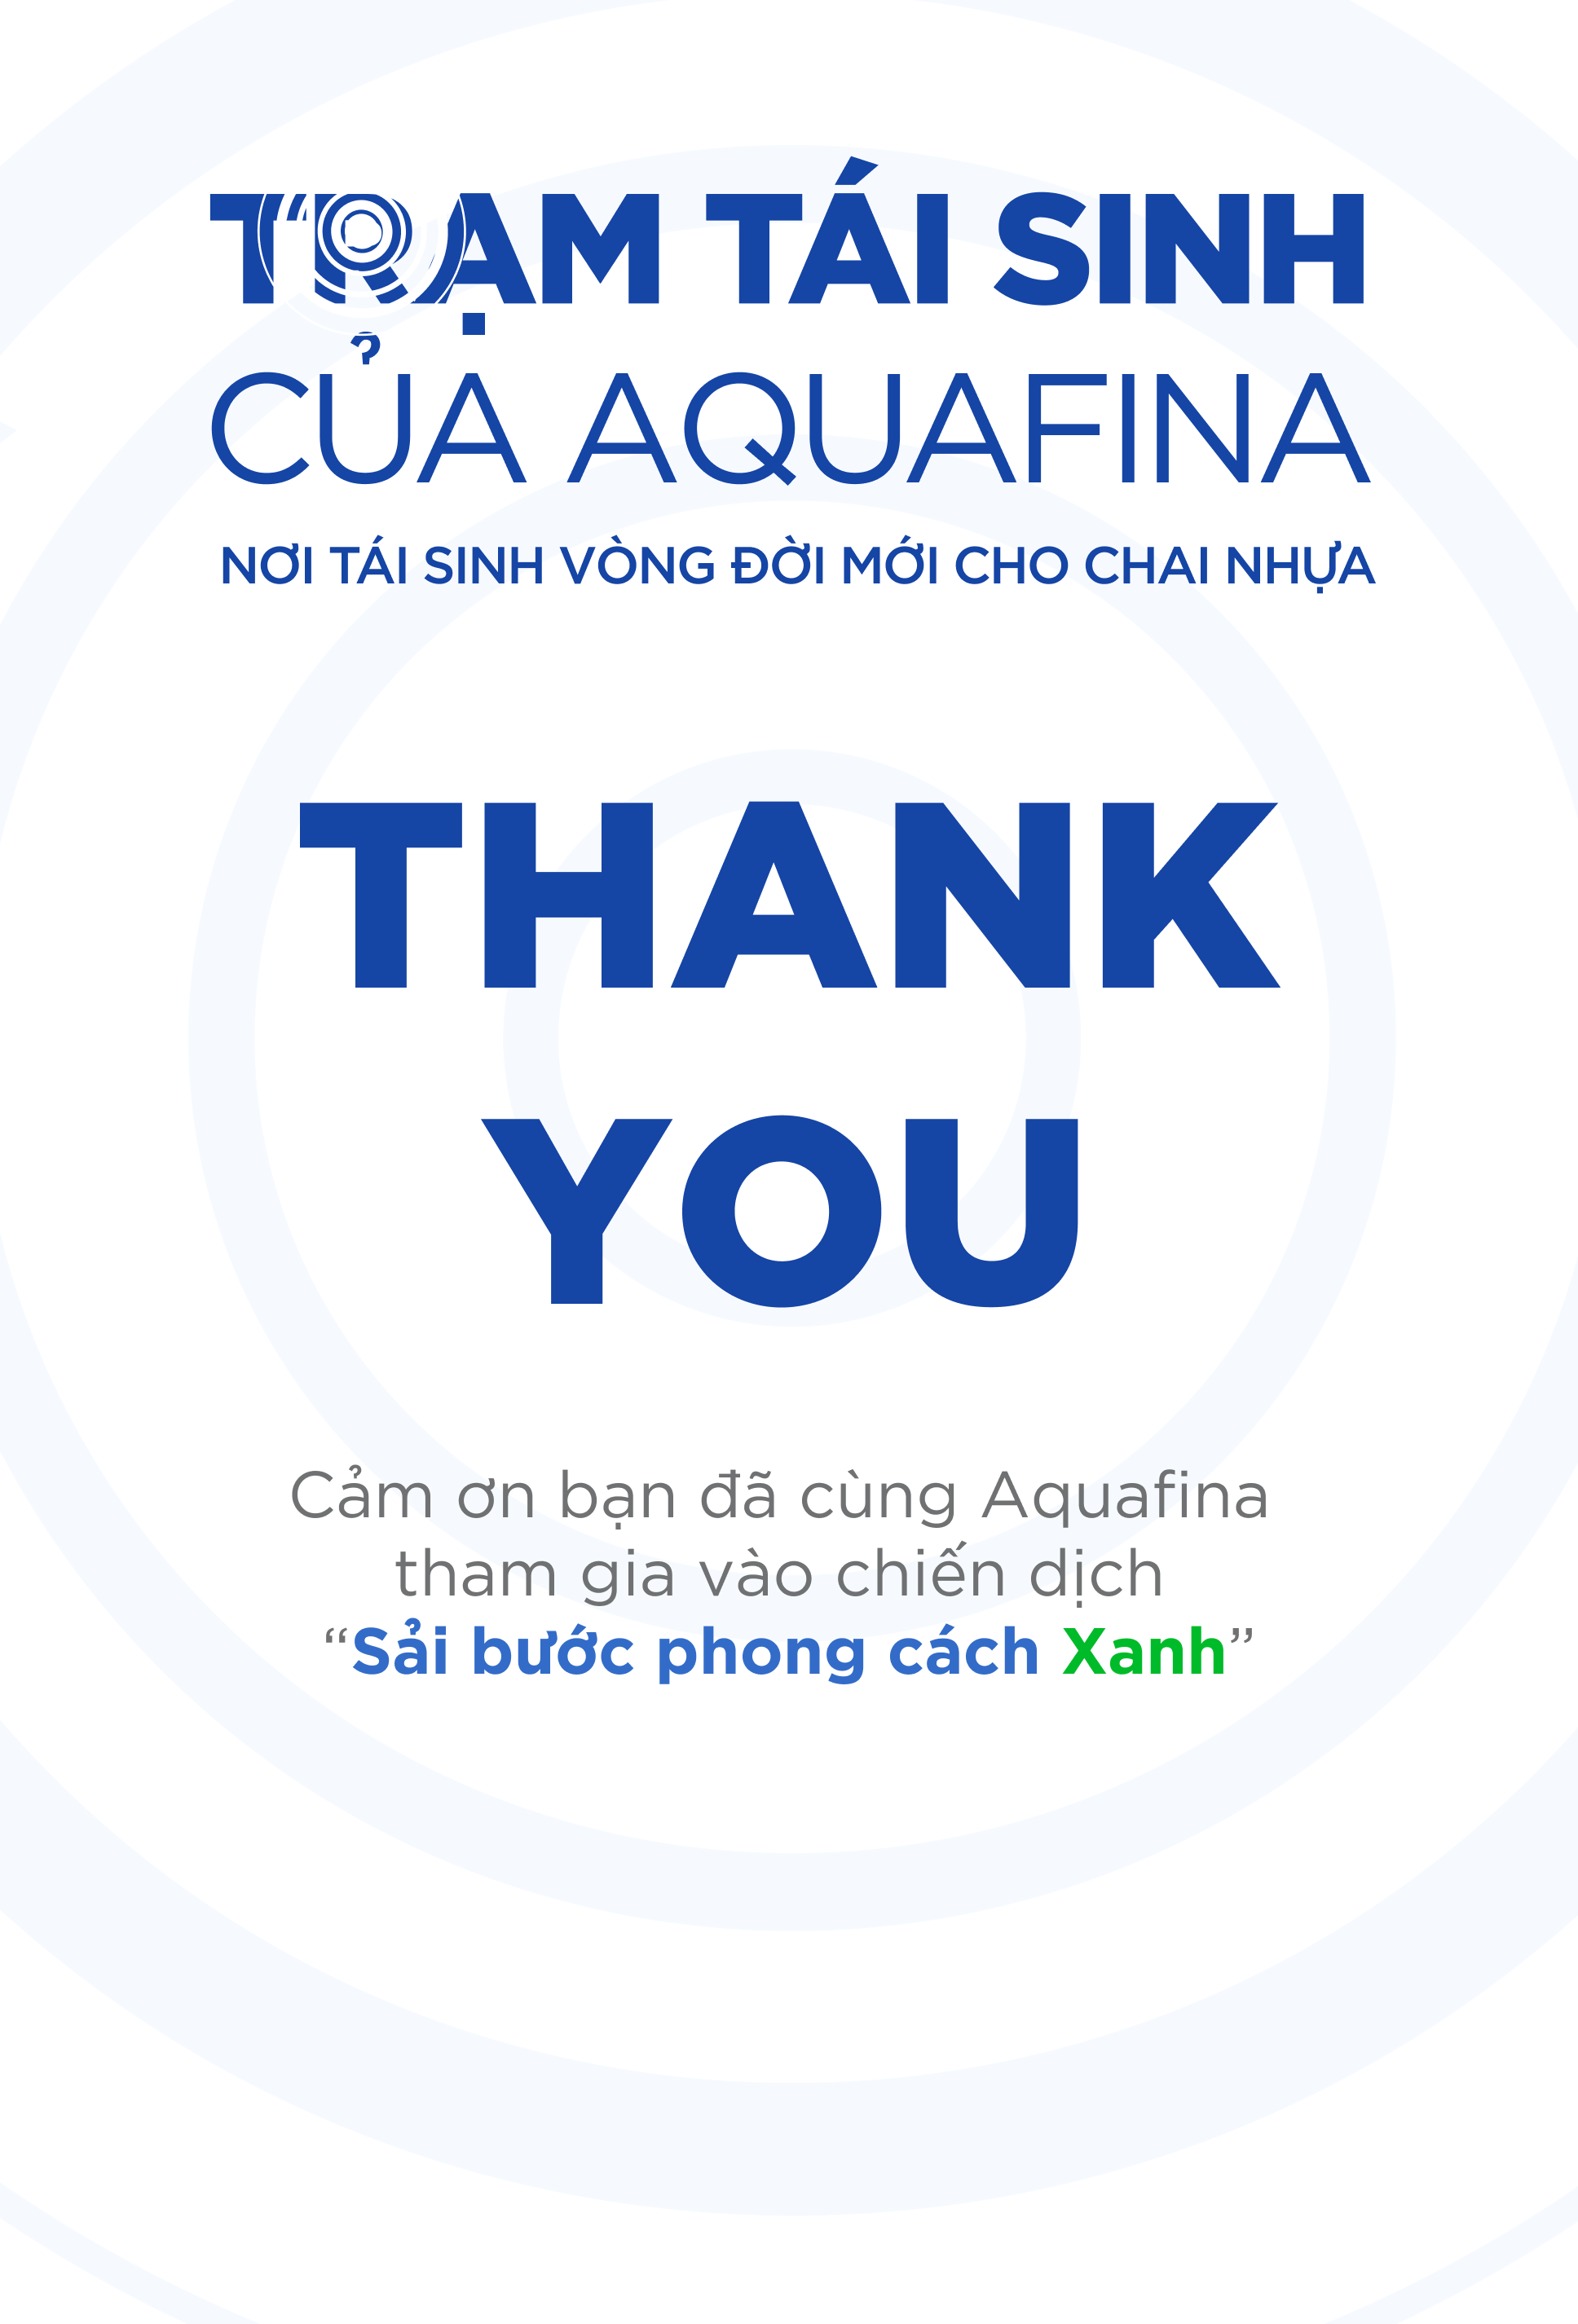 TRẠM TÁI SINH
CỦA AQUAFINA
NƠI TÁI SINH VÒNG ĐỜI MỚI CHO CHAI NHỰA
THANK
YOU
Cảm ơn bạn đã cùng Aquafina
tham gia vào chiến dịch
“Sải bước phong cách Xanh”